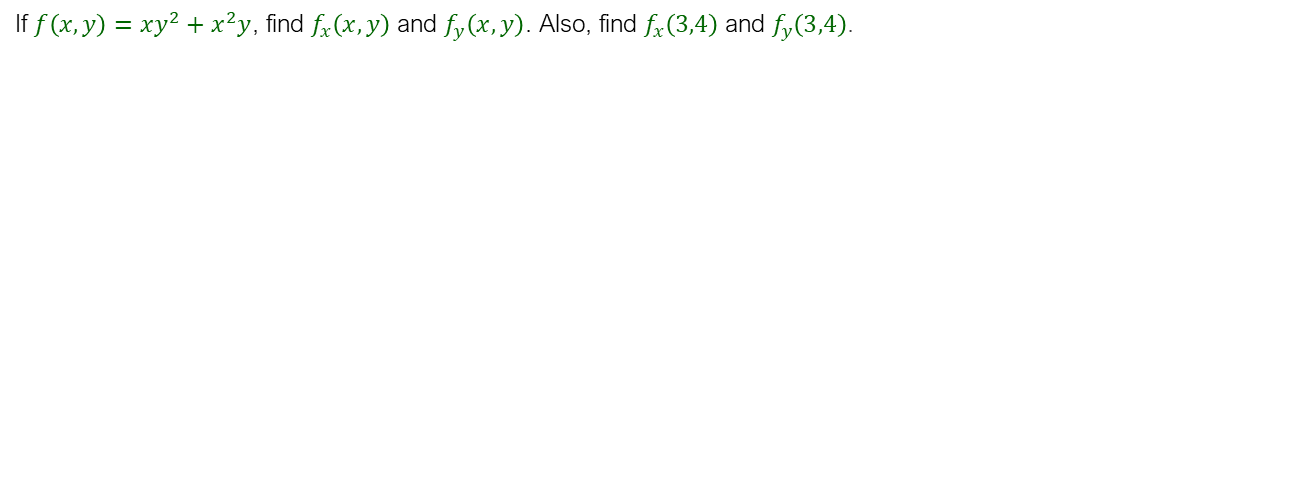 If f(x, y) = xy² + x²y, find fₓ(x, y) and f_y(x, y). Also, find fₓ(3,4) and f_y(3,4).